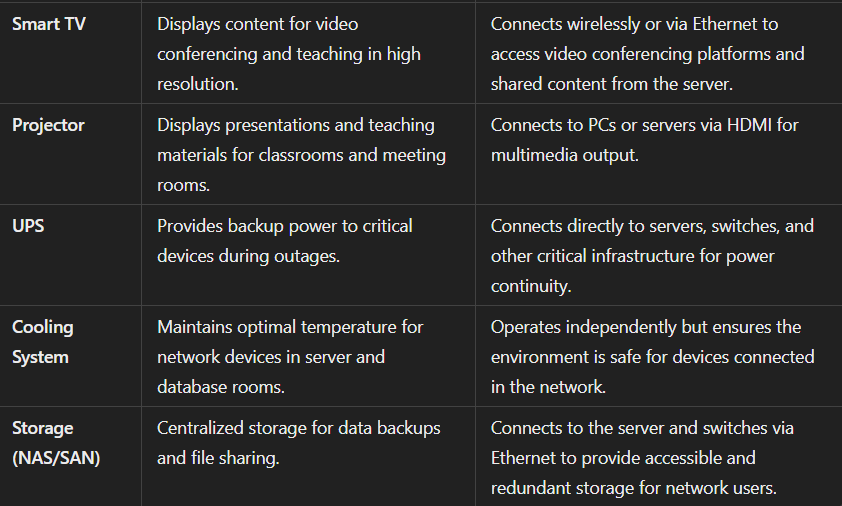 Smart TV
Displays content for video
conferencing and teaching in high
resolution.
Connects wirelessly or via Ethernet to
access video conferencing platforms and
shared content from the server.
Projector
Displays presentations and teaching
materials for classrooms and meeting
rooms.
Connects to PCs or servers via HDMI for
multimedia output.
UPS
Provides backup power to critical
devices during outages.
Connects directly to servers, switches, and
other critical infrastructure for power
continuity.
Cooling
System
Maintains optimal temperature for
network devices in server and
database rooms.
Operates independently but ensures the
environment is safe for devices connected
in the network.
Storage
(NAS/SAN)
Centralized storage for data backups
and file sharing.
Connects to the server and switches via
Ethernet to provide accessible and
redundant storage for network users.